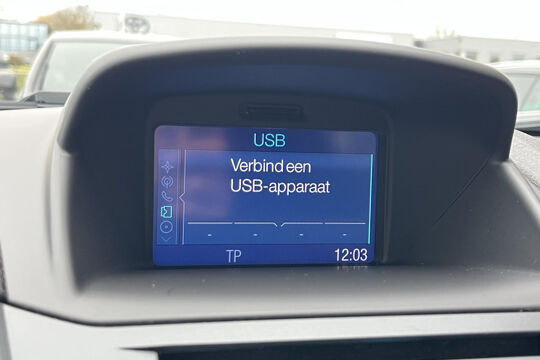 USB
Verbind een
USB-apparaat
- - - -
TP 12:03